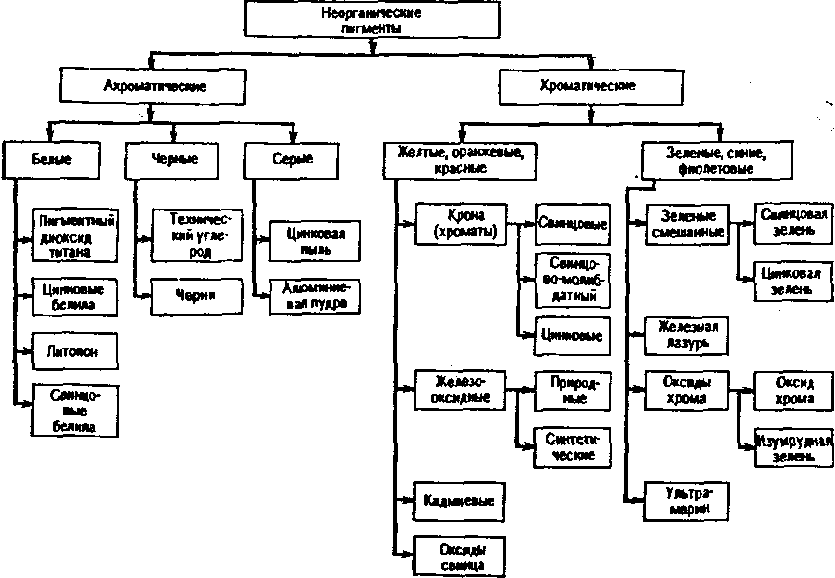 Неорганические
пигменты
Ахроматические
Хроматические
Белые
Черные
Серые
Желтые, оранжевые,
красные
Зеленые, синие,
фиолетовые
Пигментный
диоксид
титана
Цинковые
белила
Литопон
Свинцо-
вые
белила
Техничес-
кий угле-
род
Черни
Цинковая
пыль
Алюминие-
вая пудра
Крона
(хроматы)
Свинцовые
Свинцо-
во-молиб-
датный
Цинковые
Железо-
оксидные
Природ-
ные
Синтети-
ческие
Кадмиевые
Оксиды
свинца
Зеленые
смешанные
Свинцовая
зелень
Цинковая
зелень
Железная
лазурь
Оксиды
хрома
Оксид
хрома
Изумрудная
зелень
Ультра-
марин